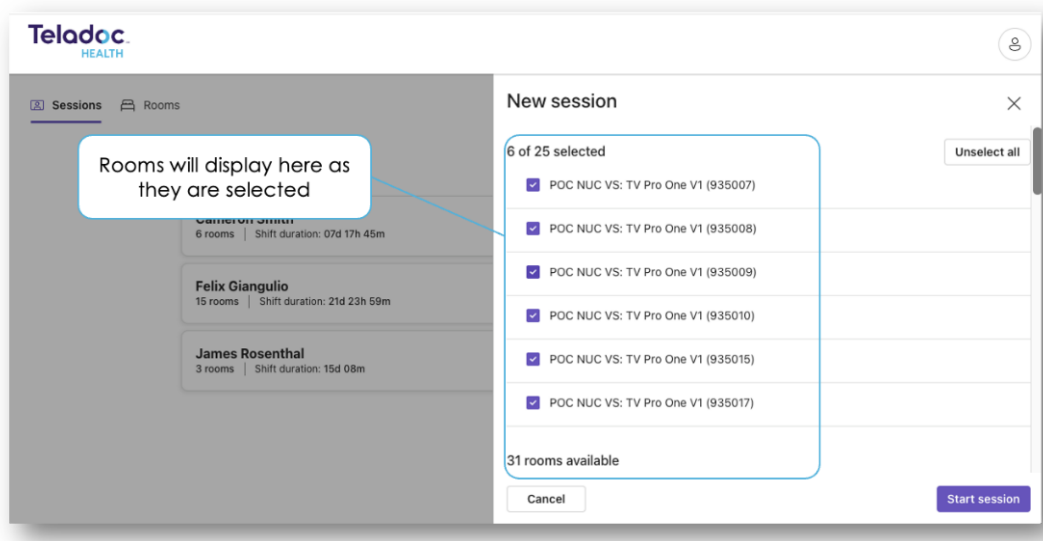 Teladoc
HEALTH
Sessions
Rooms
Rooms will display here as
they are selected
Cameron Smith
6 rooms | Shift duration: 07d 17h 45m
Felix Giangulio
15 rooms | Shift duration: 21d 23h 59m
James Rosenthal
3 rooms | Shift duration: 15d 08m
New session
6 of 25 selected
Unselect all
POC NUC VS: TV Pro One V1 (935007)
POC NUC VS: TV Pro One V1 (935008)
POC NUC VS: TV Pro One V1 (935009)
POC NUC VS: TV Pro One V1 (935010)
POC NUC VS: TV Pro One V1 (935015)
POC NUC VS: TV Pro One V1 (935017)
31 rooms available
Cancel
Start session